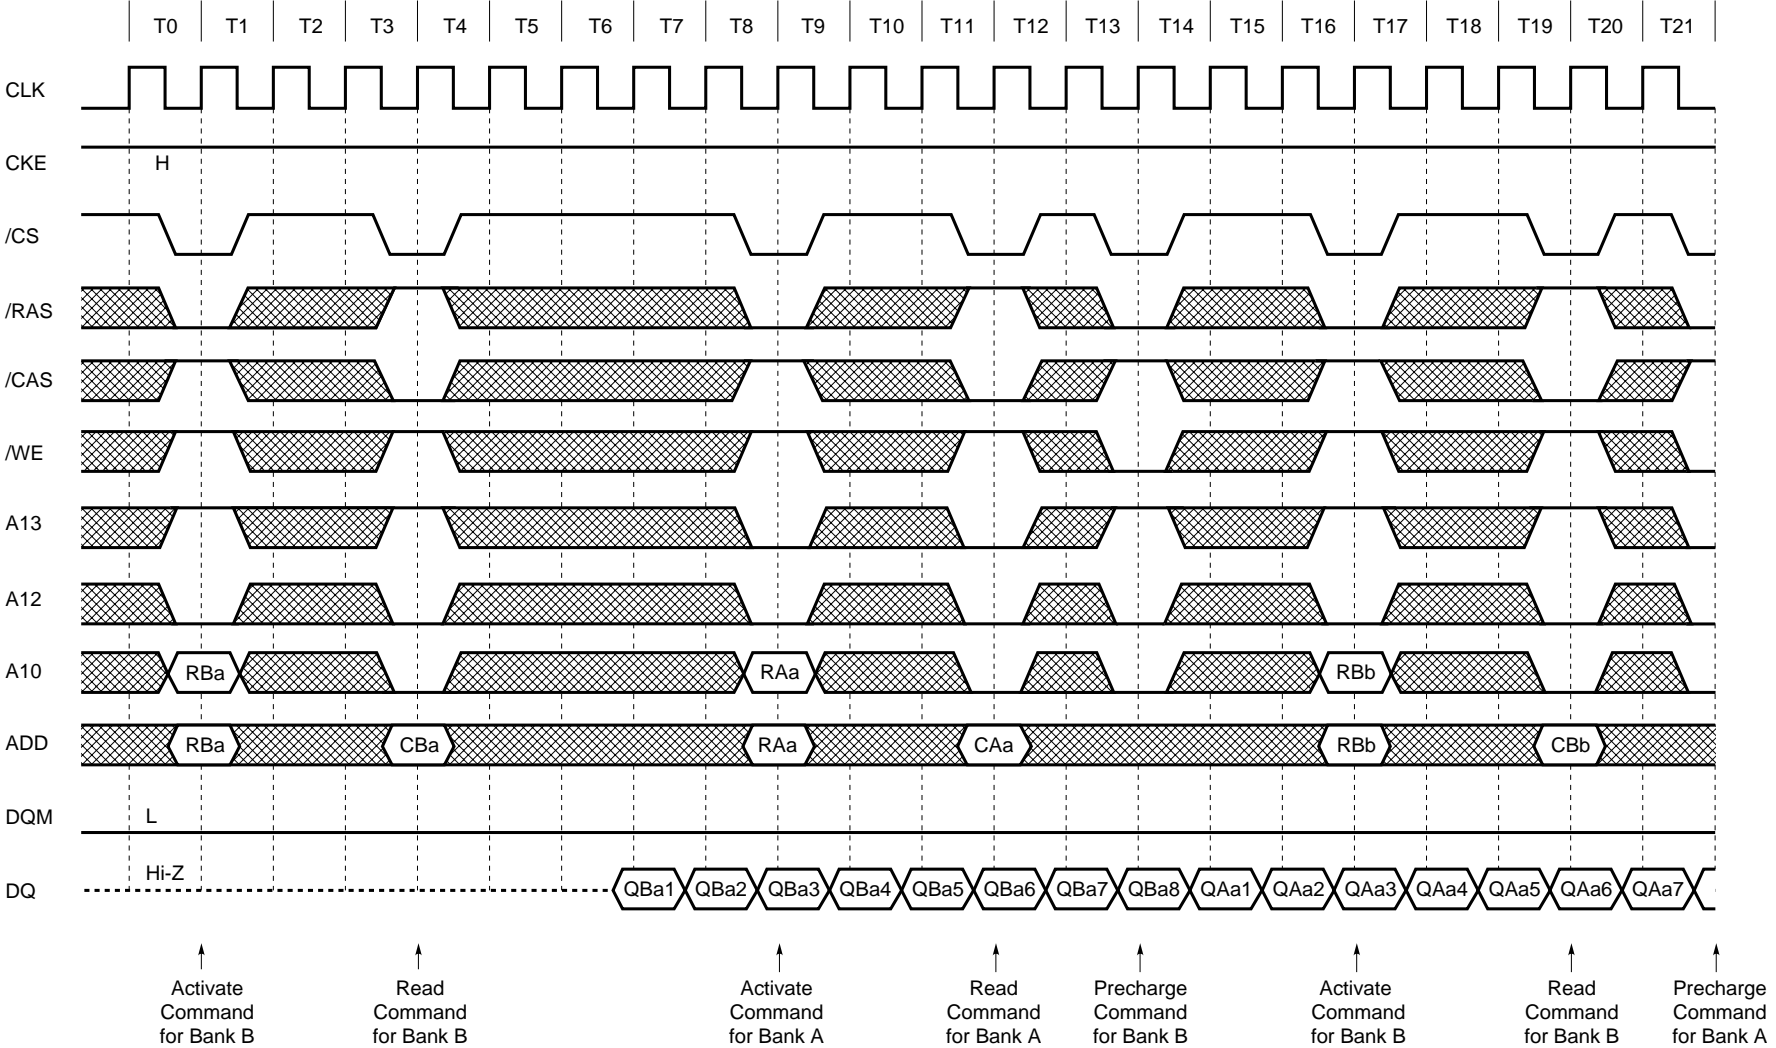 T0 T1 T2 T3 T4 T5 T6 T7 T8 T9 T10 T11 T12 T13 T14 T15 T16 T17 T18 T19 T20 T21
CLK
CKE H
/CS
/RAS
/CAS
/WE
A13
A12
A10 RBa RAa RBb
ADD RBa CBa RAa CAa RBb CBb
DQM L
Hi-Z
DQ QBa1 QBa2 QBa3 QBa4 QBa5 QBa6 QBa7 QBa8 QAa1 QAa2 QAa3 QAa4 QAa5 QAa6 QAa7
Activate
Command
for Bank B
Read
Command
for Bank B
Activate
Command
for Bank A
Read
Command
for Bank A
Precharge
Command
for Bank B
Activate
Command
for Bank B
Read
Command
for Bank B
Precharge
Command
for Bank A